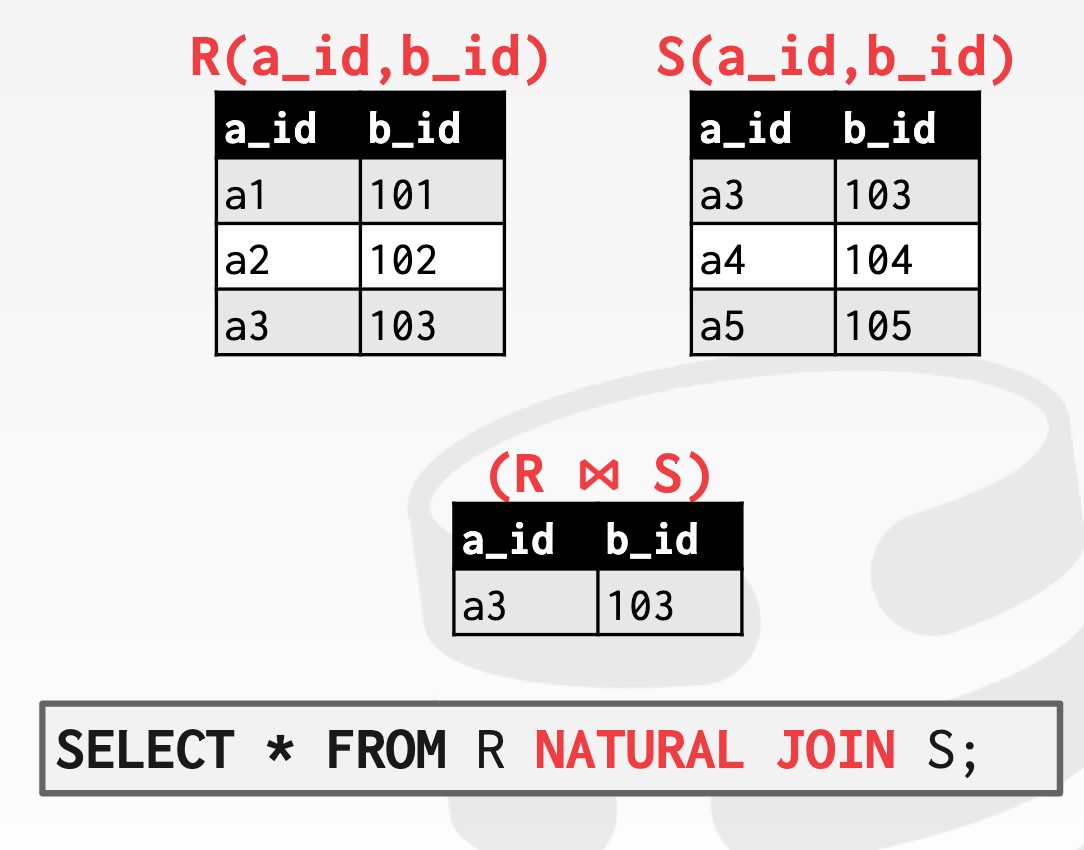 R(a_id,b_id) S(a_id,b_id)
a_id b_id a_id b_id
a1 101 a3 103
a2 102 a4 104
a3 103 a5 105
(R ⋈ S)
a_id b_id
a3 103
SELECT * FROM R NATURAL JOIN S;